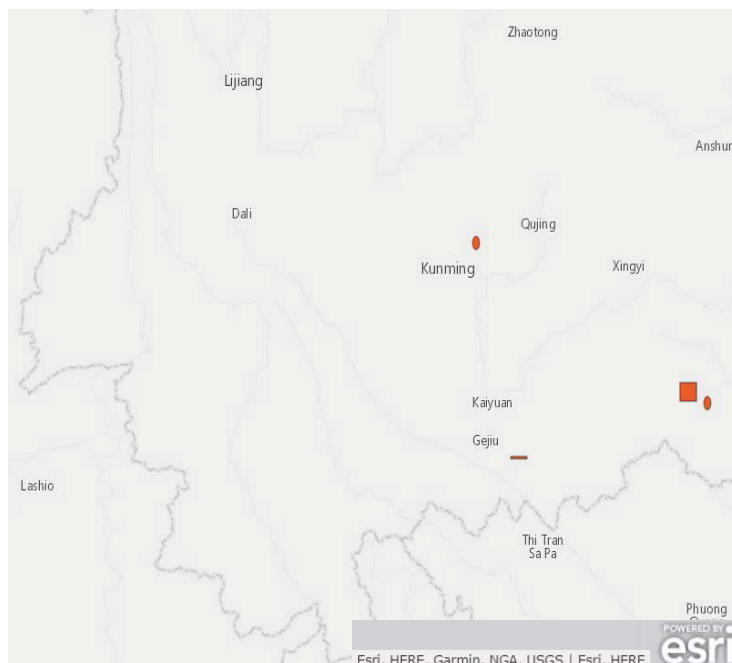 Zhaotong
Lijiang
Anshun
Dali
Qujing
Kunming
Xingyi
Kaiyuan
Gejiu
Lashio
Thi Tran
Sa Pa
Phuong
POWERED BY
esri
Esri, HERE, Garmin, NGA, USGS | Esri, HERE